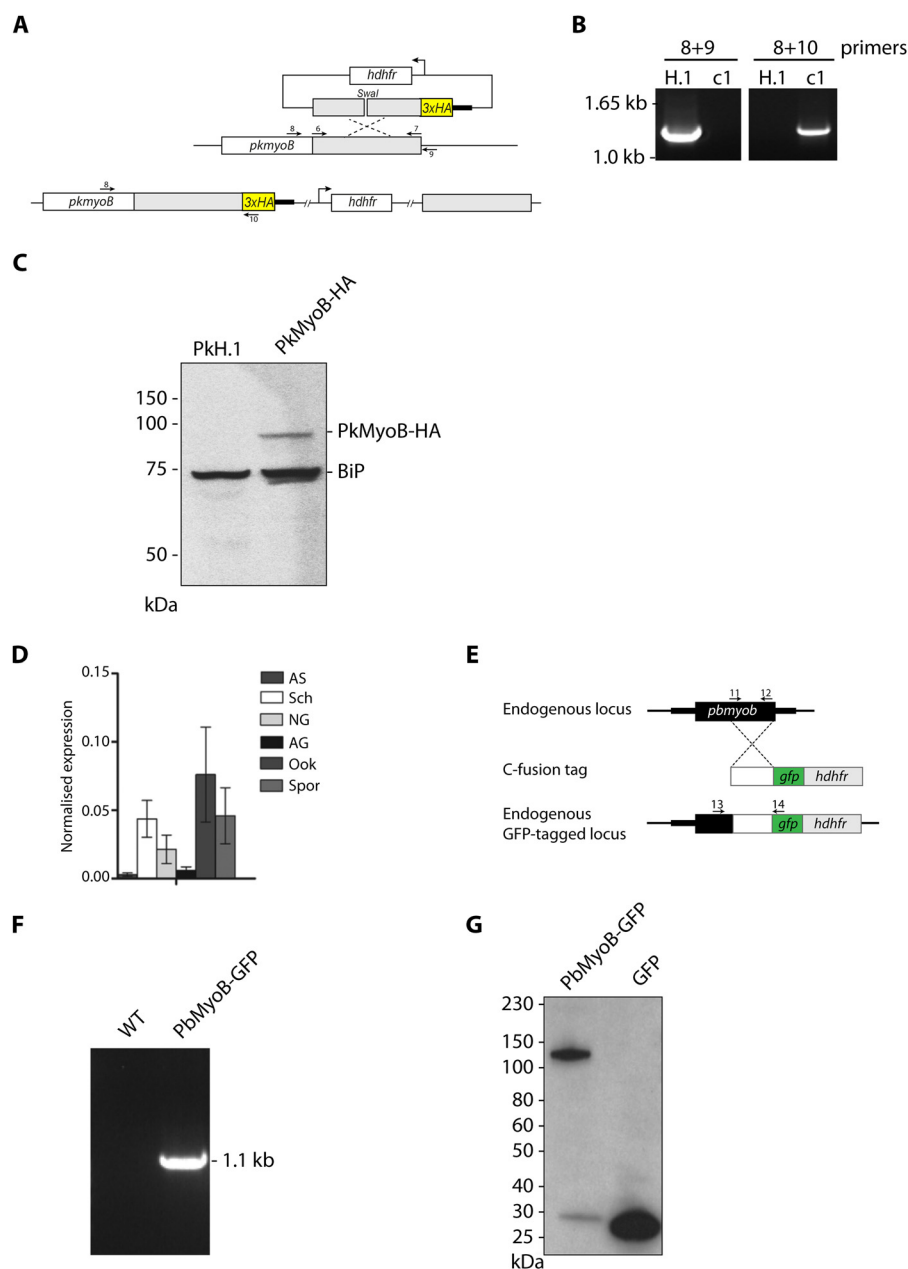 A
hdhfr
SwaI
3xHA
8
6
7
pkmyoB
9
8
pkmyoB
3xHA
hdhfr
10
B
8+9
8+10
primers
H.1
c1
H.1
c1
1.65 kb -
1.0 kb -
C
PkH.1
PkMyoB-HA
150 -
100 -
- PkMyoB-HA
75 -
- BiP
50 -
kDa
D
Normalised expression
0.15
0.10
0.05
0.00
AS
Sch
NG
AG
Ook
Spor
E
11
12
Endogenous locus
pbmyob
C-fusion tag
gfp
hdhfr
13
14
Endogenous
GFP-tagged locus
gfp
hdhfr
F
WT
PbMyoB-GFP
- 1.1 kb
G
PbMyoB-GFP
GFP
230 -
150 -
100 -
80 -
60 -
50 -
40 -
30 -
25 -
kDa